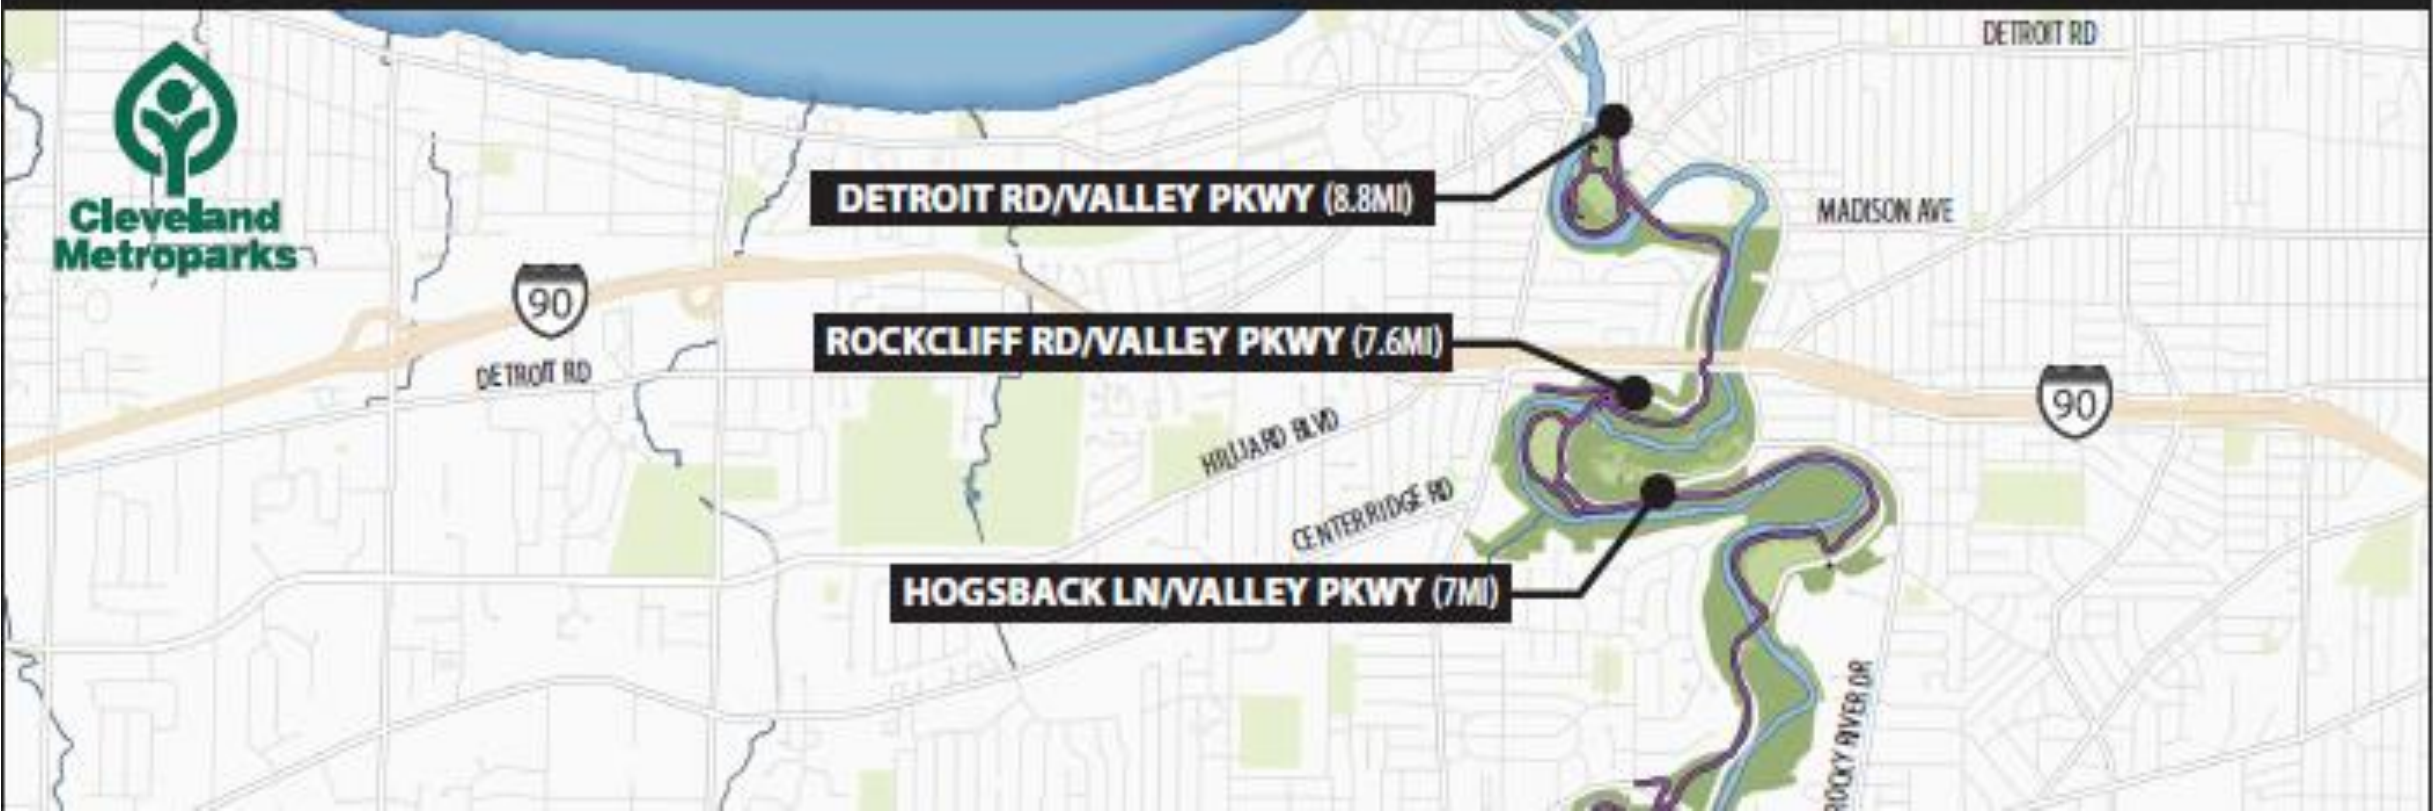 DETROIT RD
Cleveland
Metroparks
DETROIT RD/VALLEY PKWY (8.8MI)
MADISON AVE
90
ROCKCLIFF RD/VALLEY PKWY (7.6MI)
DETROIT RD
90
HILLIARD BLVD
CENTER RIDGE RD
HOGSBACK LN/VALLEY PKWY (7MI)
ROCKY RIVER DR